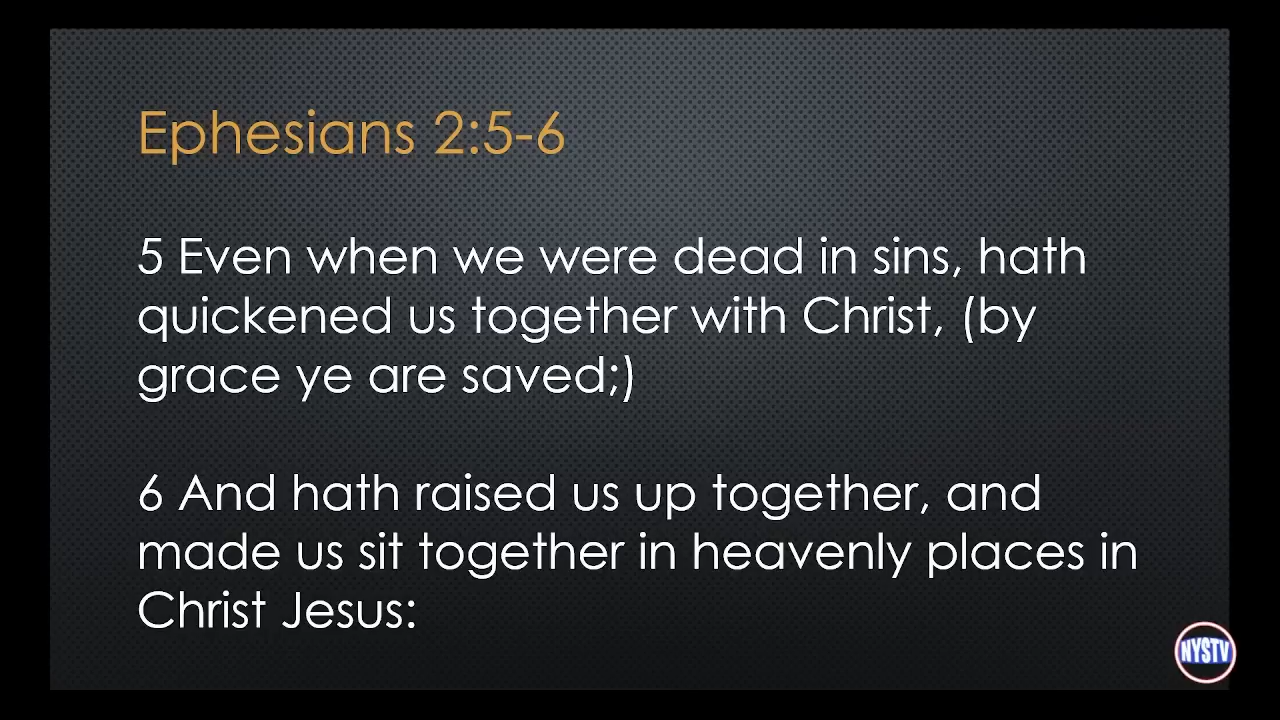 Ephesians 2:5-6
5 Even when we were dead in sins, hath
quickened us together with Christ, (by
grace ye are saved;)
6 And hath raised us up together, and
made us sit together in heavenly places in
Christ Jesus:
NYSTV